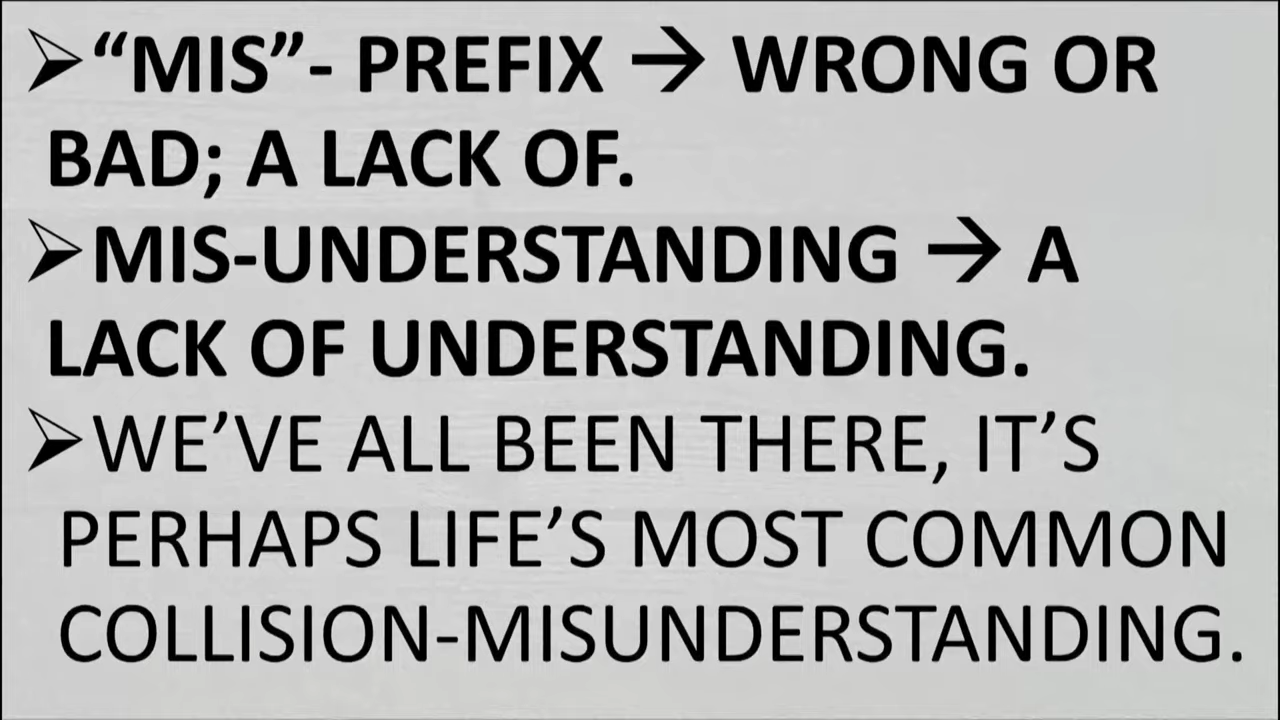 ➢“MIS”- PREFIX → WRONG OR
BAD; A LACK OF.
➢MIS-UNDERSTANDING → A
LACK OF UNDERSTANDING.
➢WE’VE ALL BEEN THERE, IT’S
PERHAPS LIFE’S MOST COMMON
COLLISION-MISUNDERSTANDING.